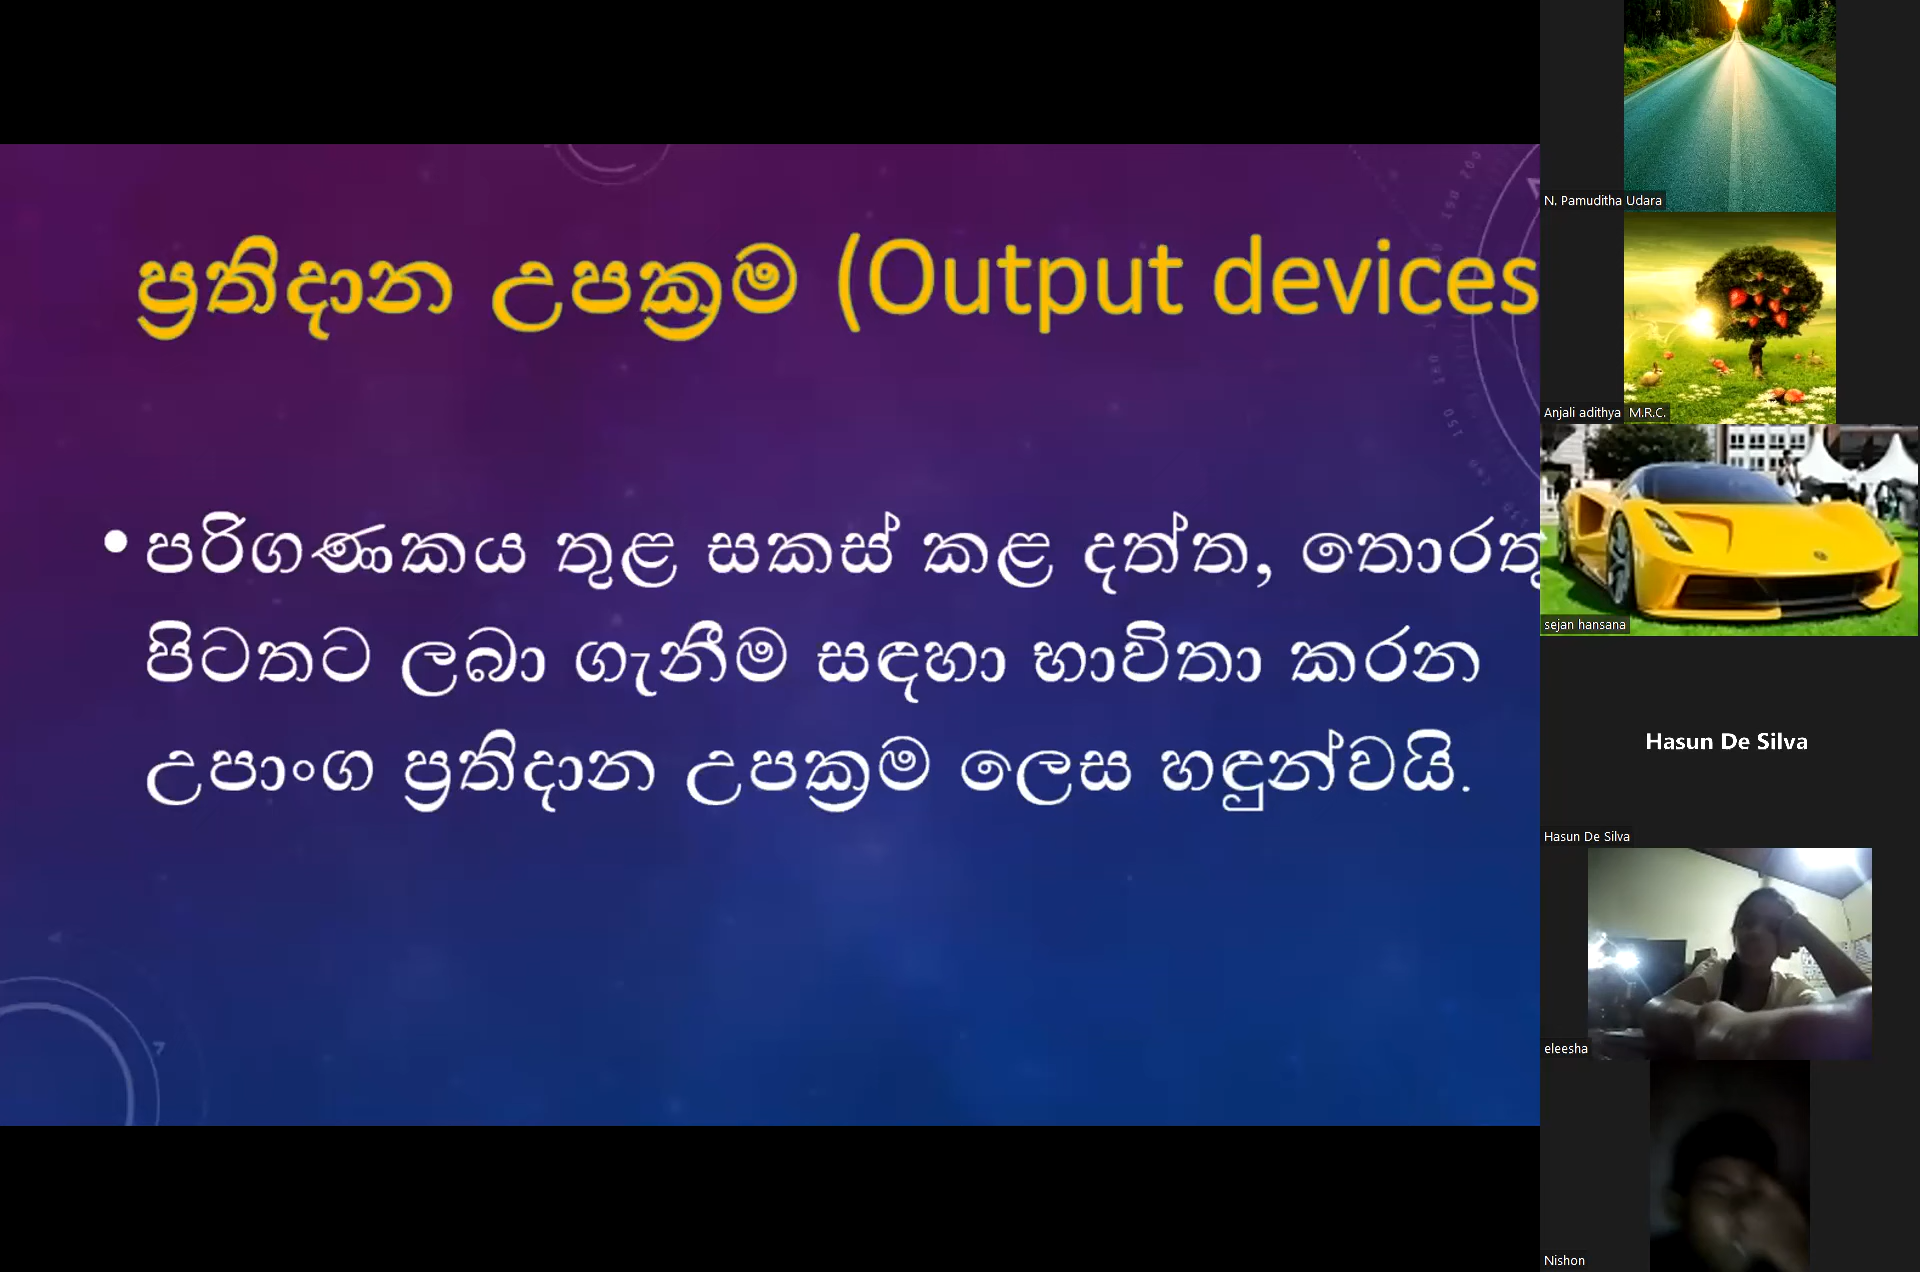 ප්‍රතිදාන උපක්‍රම (Output devices
• පරිගණකය තුළ සකස් කළ දත්ත, තොරතු
පිටතට ලබා ගැනීම සඳහා භාවිතා කරන
උපාංග ප්‍රතිදාන උපක්‍රම ලෙස හඳුන්වයි.
N. Pamuditha Udara
Anjali adithya M.R.C.
sejan hansana
Hasun De Silva
Hasun De Silva
eleesha
Nishon